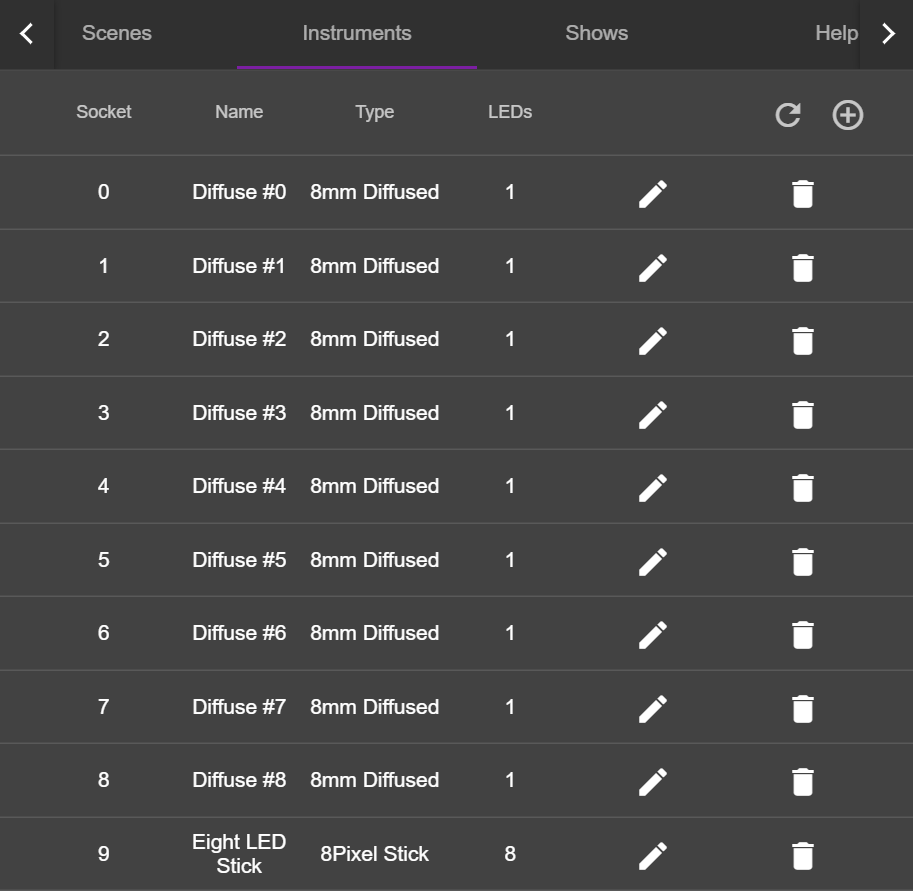 Scenes Instruments Shows Help
Socket Name Type LEDs
0 Diffuse #0 8mm Diffused 1
1 Diffuse #1 8mm Diffused 1
2 Diffuse #2 8mm Diffused 1
3 Diffuse #3 8mm Diffused 1
4 Diffuse #4 8mm Diffused 1
5 Diffuse #5 8mm Diffused 1
6 Diffuse #6 8mm Diffused 1
7 Diffuse #7 8mm Diffused 1
8 Diffuse #8 8mm Diffused 1
9 Eight LED Stick 8Pixel Stick 8